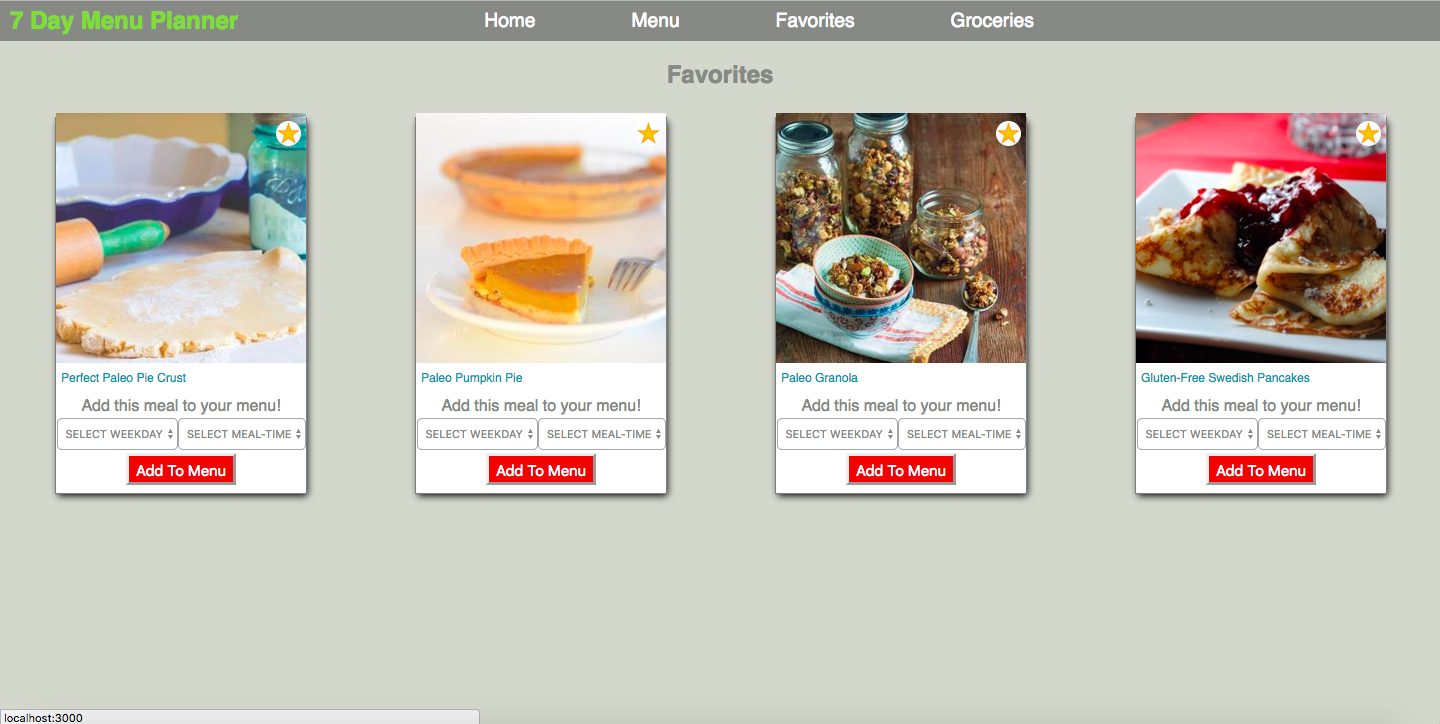 7 Day Menu Planner
Home Menu Favorites Groceries
Favorites
Perfect Paleo Pie Crust
Add this meal to your menu!
SELECT WEEKDAY SELECT MEAL-TIME
Add To Menu
Paleo Pumpkin Pie
Add this meal to your menu!
SELECT WEEKDAY SELECT MEAL-TIME
Add To Menu
Paleo Granola
Add this meal to your menu!
SELECT WEEKDAY SELECT MEAL-TIME
Add To Menu
Gluten-Free Swedish Pancakes
Add this meal to your menu!
SELECT WEEKDAY SELECT MEAL-TIME
Add To Menu
localhost:3000